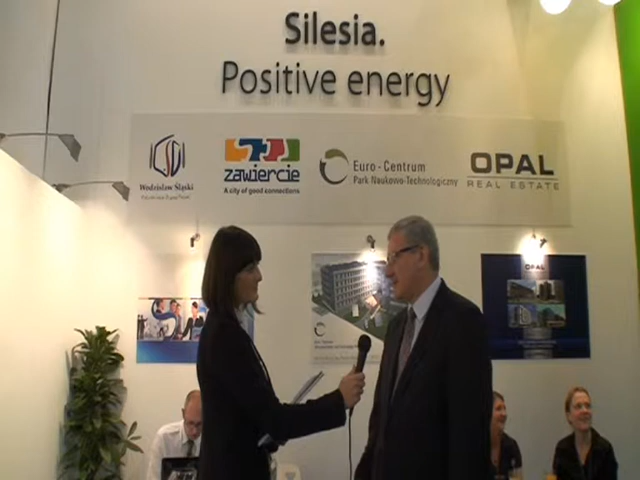 Silesia.
Positive energy
Wodzisław Śląski
zawiercie
A city of good connections
Euro-Centrum
Park Naukowo-Technologiczny
OPAL
REAL ESTATE
OPAL